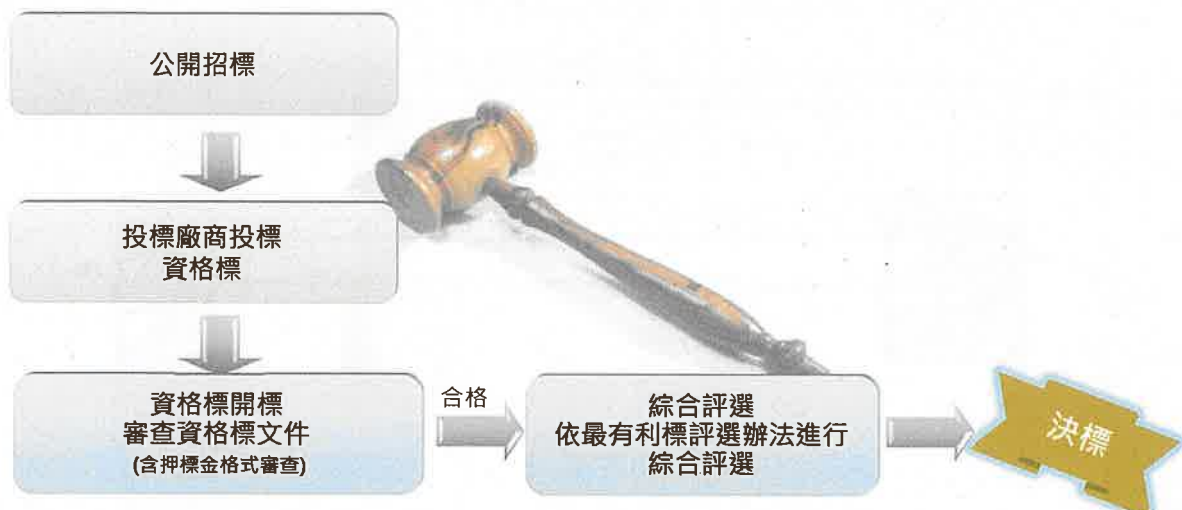 公開招標
投標廠商投標
資格標
資格標開標
審查資格標文件
(含押標金格式審查)
合格
綜合評選
依最有利標評選辦法進行
綜合評選
決標